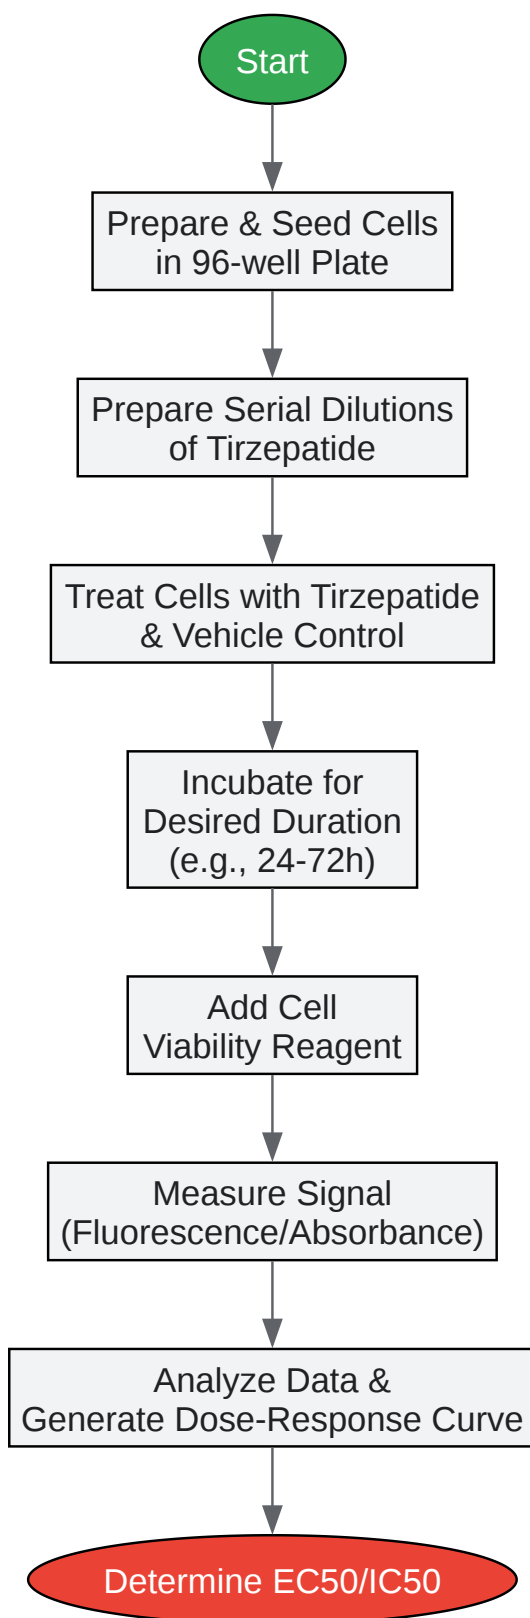 Start
Prepare & Seed Cells
in 96-well Plate
Prepare Serial Dilutions
of Tirzepatide
Treat Cells with Tirzepatide
& Vehicle Control
Incubate for
Desired Duration
(e.g., 24-72h)
Add Cell
Viability Reagent
Measure Signal
(Fluorescence/Absorbance)
Analyze Data &
Generate Dose-Response Curve
Determine EC50/IC50